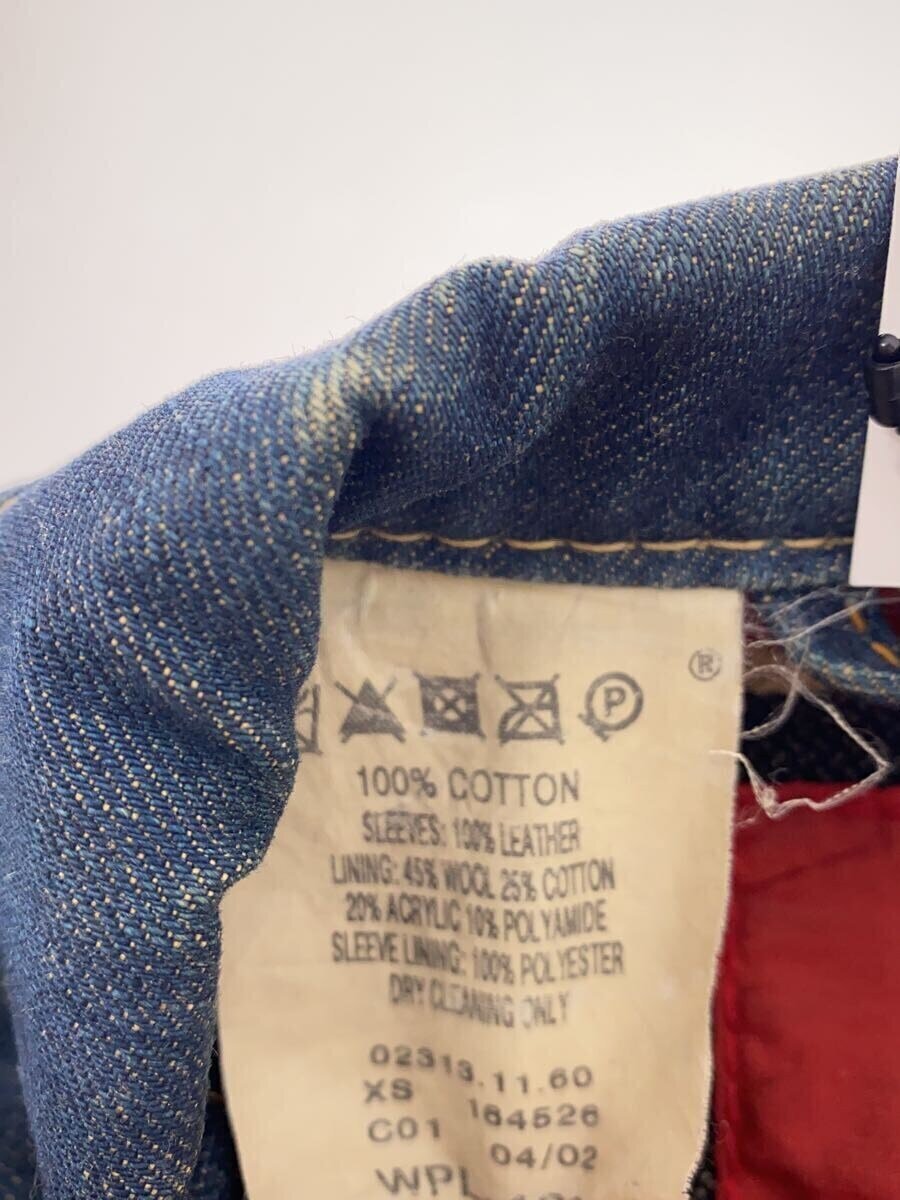 ®
P
100% COTTON
SLEEVES: 100% LEATHER
LINING: 45% WOOL 25% COTTON
20% ACRYLIC 10% POLYAMIDE
SLEEVE LINING: 100% POLYESTER
DRY CLEANING ONLY
02313.11.60
XS 164526
C01 04/02
WPL